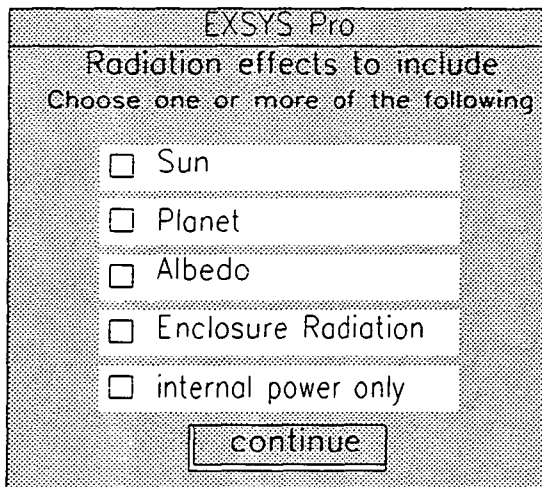 EXSYS Pro
Radiation effects to include
Choose one or more of the following
Sun
Planet
Albedo
Enclosure Radiation
internal power only
continue